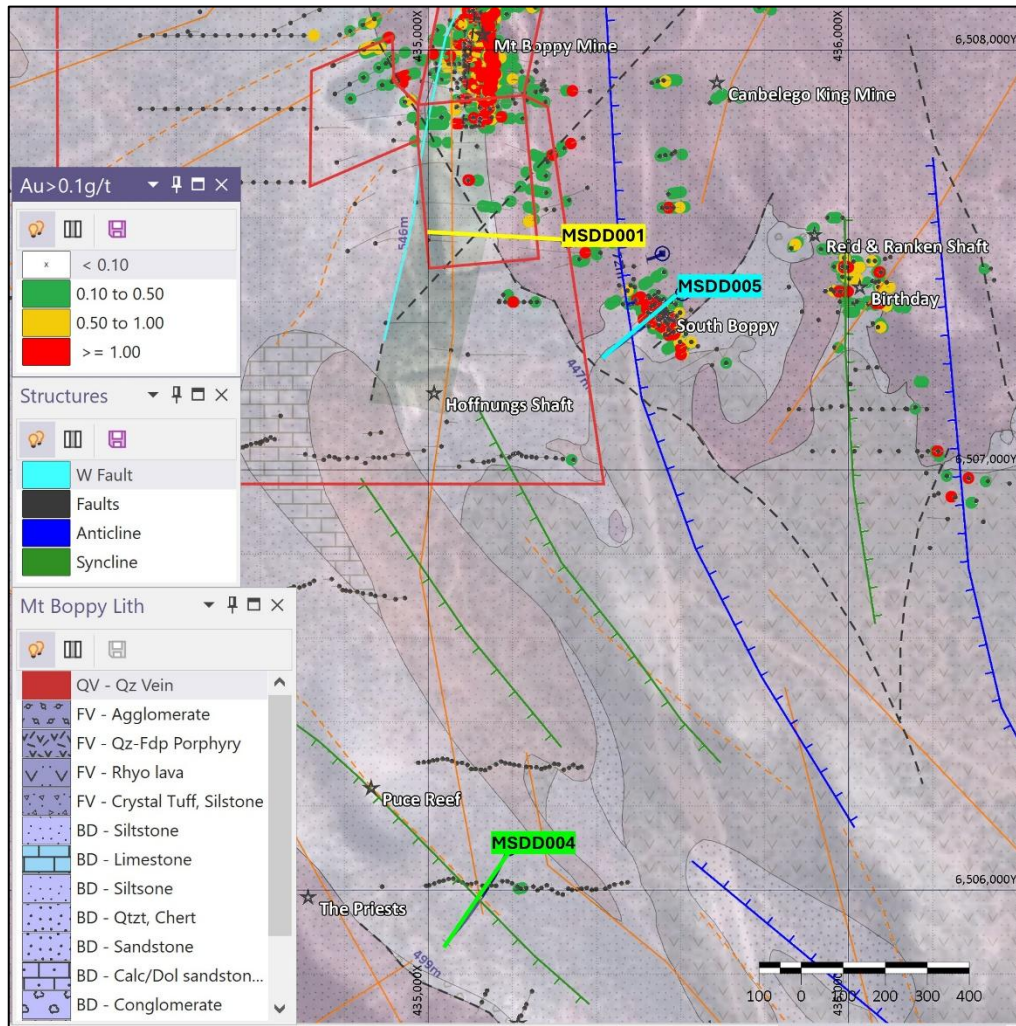 435,000X
436,000X
6,508,000Y
Mt Boppy Mine
Canbelego King Mine
Au>0.1g/t
x < 0.10
0.10 to 0.50
0.50 to 1.00
>= 1.00
546m
MSDD001
Reid & Ranken Shaft
MSDD005
Birthday
South Boppy
447m
Hoffnungs Shaft
Structures
W Fault
Faults
Anticline
Syncline
6,507,000Y
Mt Boppy Lith
QV - Qz Vein
FV - Agglomerate
FV - Qz-Fdp Porphyry
FV - Rhyo lava
FV - Crystal Tuff, Silstone
BD - Siltstone
BD - Limestone
BD - Siltsone
BD - Qtzt, Chert
BD - Sandstone
BD - Calc/Dol sandston...
BD - Conglomerate
Puce Reef
MSDD004
6,506,000Y
The Priests
499m
435,000X
100 0 100 200 300 400